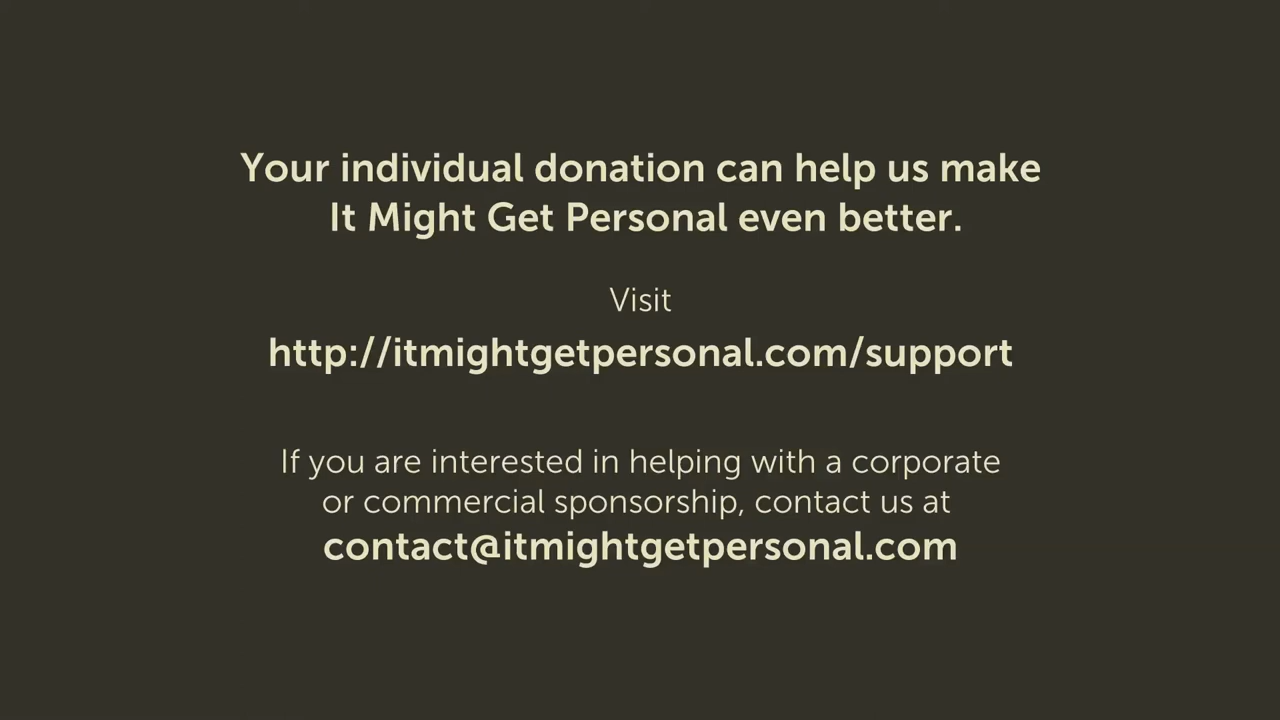 Your individual donation can help us make
It Might Get Personal even better.
Visit
http://itmightgetpersonal.com/support
If you are interested in helping with a corporate
or commercial sponsorship, contact us at
contact@itmightgetpersonal.com